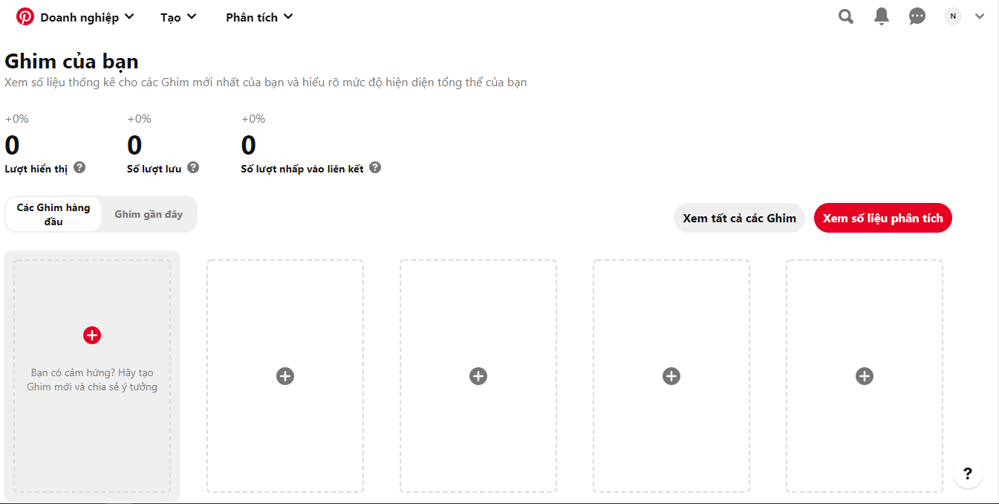 Doanh nghiệp Tạo Phân tích N
Ghim của bạn
Xem số liệu thống kê cho các Ghim mới nhất của bạn và hiểu rõ mức độ hiện diện tổng thể của bạn
+0% +0% +0%
0 0 0
Lượt hiển thị ? Số lượt lưu ? Số lượt nhấp vào liên kết ?
Các Ghim hàng
đầu
Ghim gần đây
Xem tất cả các Ghim
Xem số liệu phân tích
Bạn có cảm hứng? Hãy tạo
Ghim mới và chia sẻ ý tưởng
?